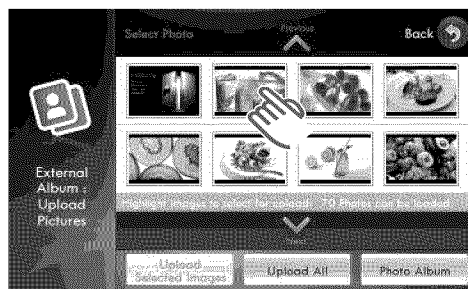 Select Photo
Previous
Back
External
Album :
Upload
Pictures
Highlight images to select for upload  70 Photos can be loaded
Upload
Selected Images
Upload All
Photo Album